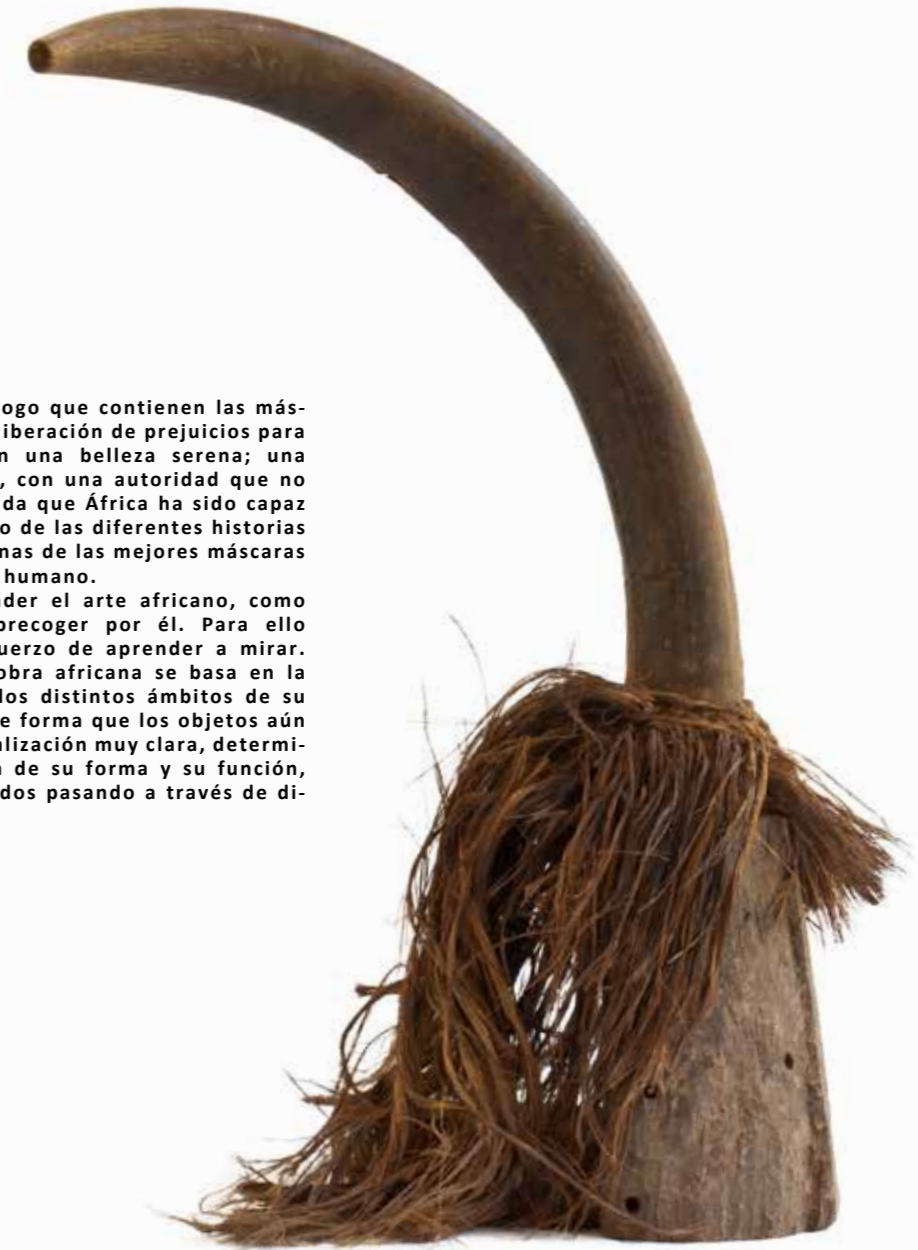 ogo que contienen las más-
liberación de prejuicios para
n una belleza serena; una
, con una autoridad que no
da que África ha sido capaz
o de las diferentes historias
nas de las mejores máscaras
humano.
der el arte africano, como
brecoger por él. Para ello
uerzo de aprender a mirar.
obra africana se basa en la
los distintos ámbitos de su
e forma que los objetos aún
alización muy clara, determi-
de su forma y su función,
dos pasando a través de di-